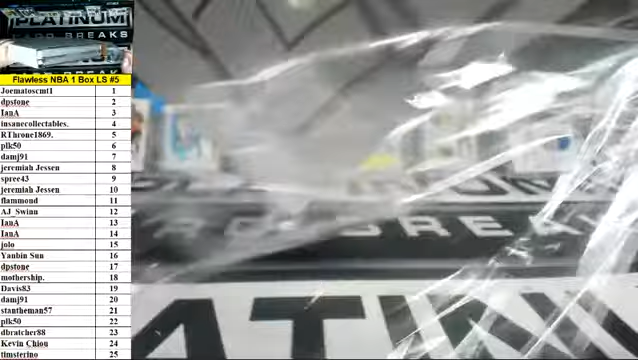 PLATINUM
CARD BREAKS
Flawless NBA 1 Box LS #5
Joematoscmt1 1
dpstone 2
IanA 3
insanecollectables. 4
RThrone1869. 5
plk50 6
damj91 7
jeremiah Jessen 8
spree43 9
jeremiah Jessen 10
flammond 11
AJ_Swinn 12
IanA 13
IanA 14
jolo 15
Yanbin Sun 16
dpstone 17
mothership. 18
Davis83 19
damj91 20
stantheman57 21
plk50 22
dbratcher88 23
Kevin Chiou 24
timsterino 25